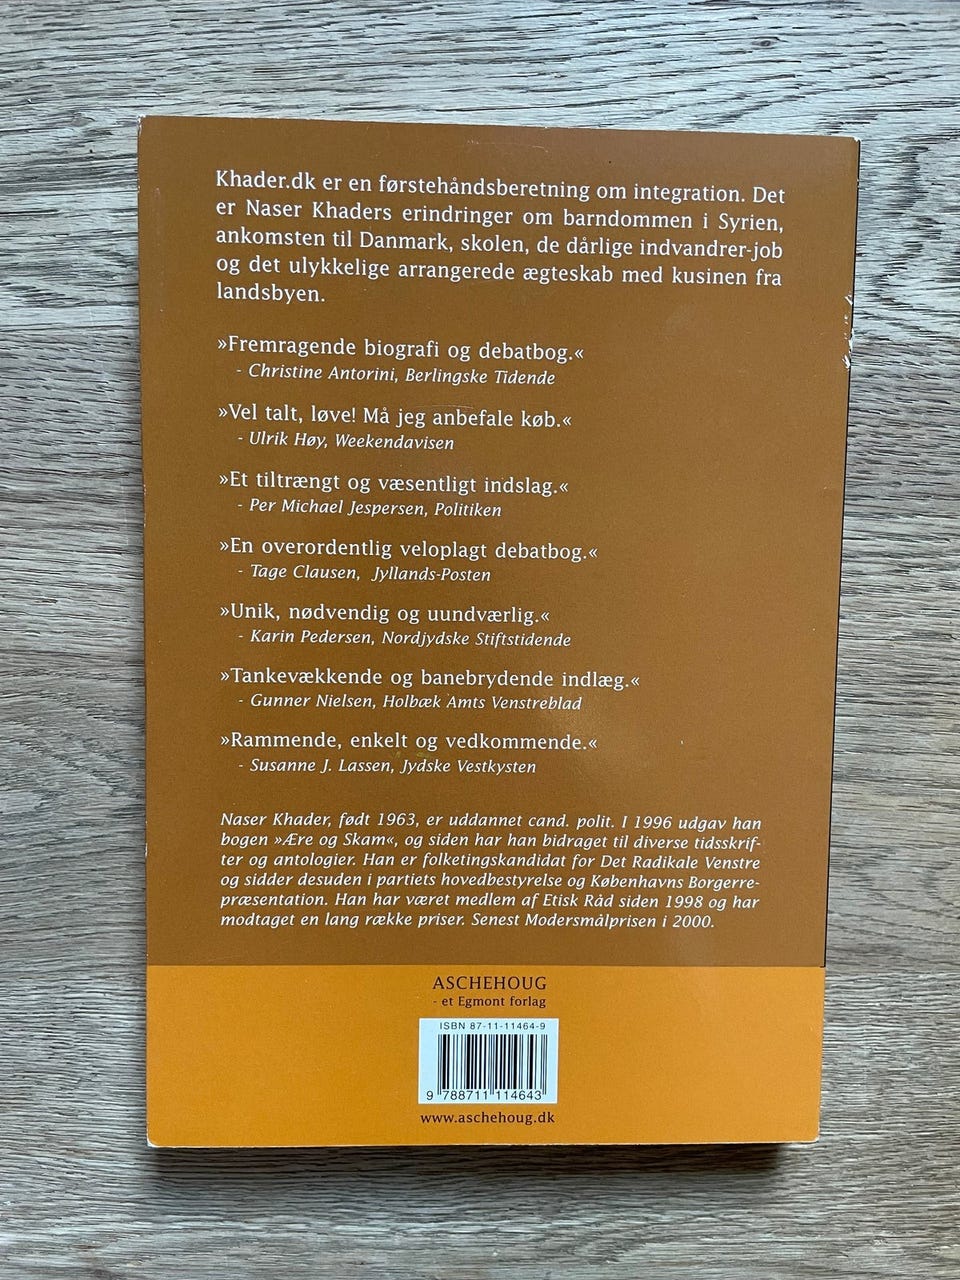 Khader.dk er en førstehåndsberetning om integration. Det
er Naser Khaders erindringer om barndommen i Syrien,
ankomsten til Danmark, skolen, de dårlige indvandrer-job
og det ulykkelige arrangerede ægteskab med kusinen fra
landsbyen.
»Fremragende biografi og debatbog.«
- Christine Antorini, Berlingske Tidende
»Vel talt, løve! Må jeg anbefale køb.«
- Ulrik Høy, Weekendavisen
»Et tiltrængt og væsentligt indslag.«
- Per Michael Jespersen, Politiken
»En overordentlig veloplagt debatbog.«
- Tage Clausen, Jyllands-Posten
»Unik, nødvendig og uundværlig.«
- Karin Pedersen, Nordjydske Stiftstidende
»Tankevækkende og banebrydende indlæg.«
- Gunner Nielsen, Holbæk Amts Venstreblad
»Rammende, enkelt og vedkommende.«
- Susanne J. Lassen, Jydske Vestkysten
Naser Khader, født 1963, er uddannet cand. polit. I 1996 udgav han
bogen »Ære og Skam«, og siden har han bidraget til diverse tidsskrif-
ter og antologier. Han er folketingskandidat for Det Radikale Venstre
og sidder desuden i partiets hovedbestyrelse og Københavns Borgerre-
præsentation. Han har været medlem af Etisk Råd siden 1998 og har
modtaget en lang række priser. Senest Modersmålprisen i 2000.
ASCHEHOUG
- et Egmont forlag
ISBN 87-11-11464-9
9 788711 114643
www.aschehoug.dk